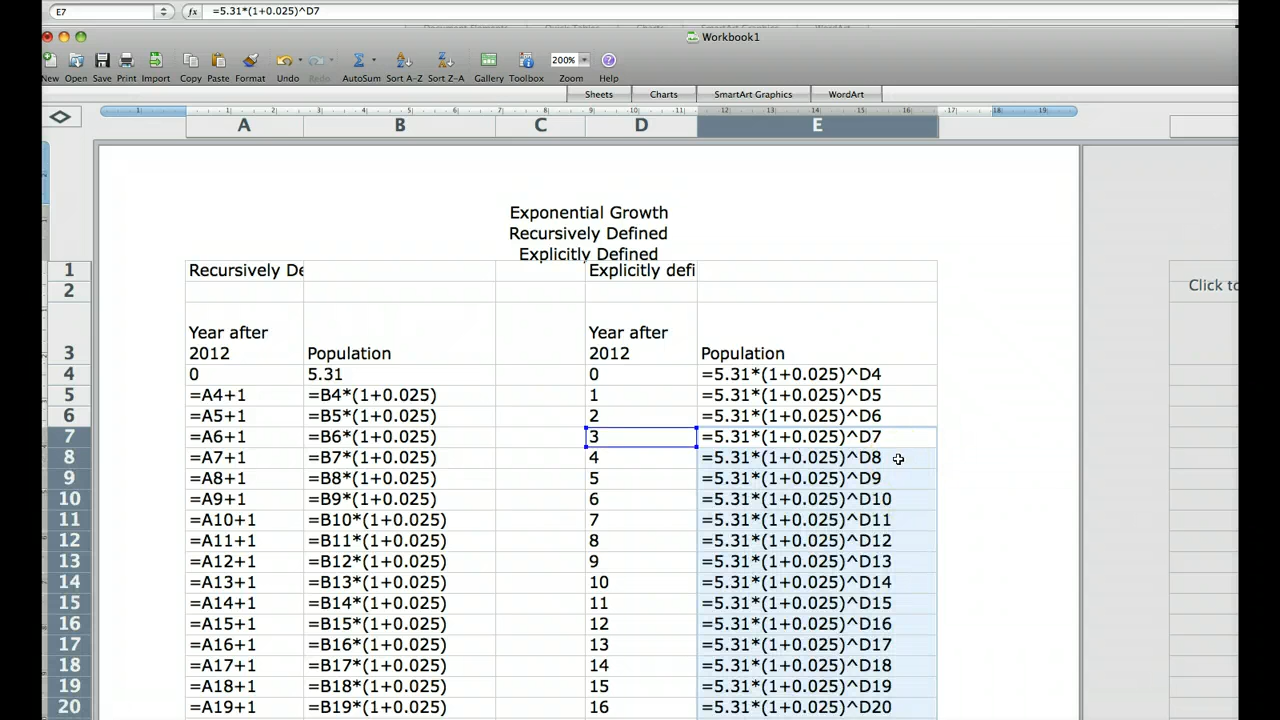 E7 fx =5.31*(1+0.025)^D7
Workbook1
200%
New Open Save Print Import Copy Paste Format Undo Redo AutoSum Sort A-Z Sort Z-A Gallery Toolbox Zoom Help
Sheets Charts SmartArt Graphics WordArt
A B C D E
Exponential Growth
Recursively Defined
Explicitly Defined
1 Recursively De Explicitly defi
2 Click to
Year after Year after
3 2012 Population 2012 Population
4 0 5.31 0 =5.31*(1+0.025)^D4
5 =A4+1 =B4*(1+0.025) 1 =5.31*(1+0.025)^D5
6 =A5+1 =B5*(1+0.025) 2 =5.31*(1+0.025)^D6
7 =A6+1 =B6*(1+0.025) 3 =5.31*(1+0.025)^D7
8 =A7+1 =B7*(1+0.025) 4 =5.31*(1+0.025)^D8
9 =A8+1 =B8*(1+0.025) 5 =5.31*(1+0.025)^D9
10 =A9+1 =B9*(1+0.025) 6 =5.31*(1+0.025)^D10
11 =A10+1 =B10*(1+0.025) 7 =5.31*(1+0.025)^D11
12 =A11+1 =B11*(1+0.025) 8 =5.31*(1+0.025)^D12
13 =A12+1 =B12*(1+0.025) 9 =5.31*(1+0.025)^D13
14 =A13+1 =B13*(1+0.025) 10 =5.31*(1+0.025)^D14
15 =A14+1 =B14*(1+0.025) 11 =5.31*(1+0.025)^D15
16 =A15+1 =B15*(1+0.025) 12 =5.31*(1+0.025)^D16
17 =A16+1 =B16*(1+0.025) 13 =5.31*(1+0.025)^D17
18 =A17+1 =B17*(1+0.025) 14 =5.31*(1+0.025)^D18
19 =A18+1 =B18*(1+0.025) 15 =5.31*(1+0.025)^D19
20 =A19+1 =B19*(1+0.025) 16 =5.31*(1+0.025)^D20